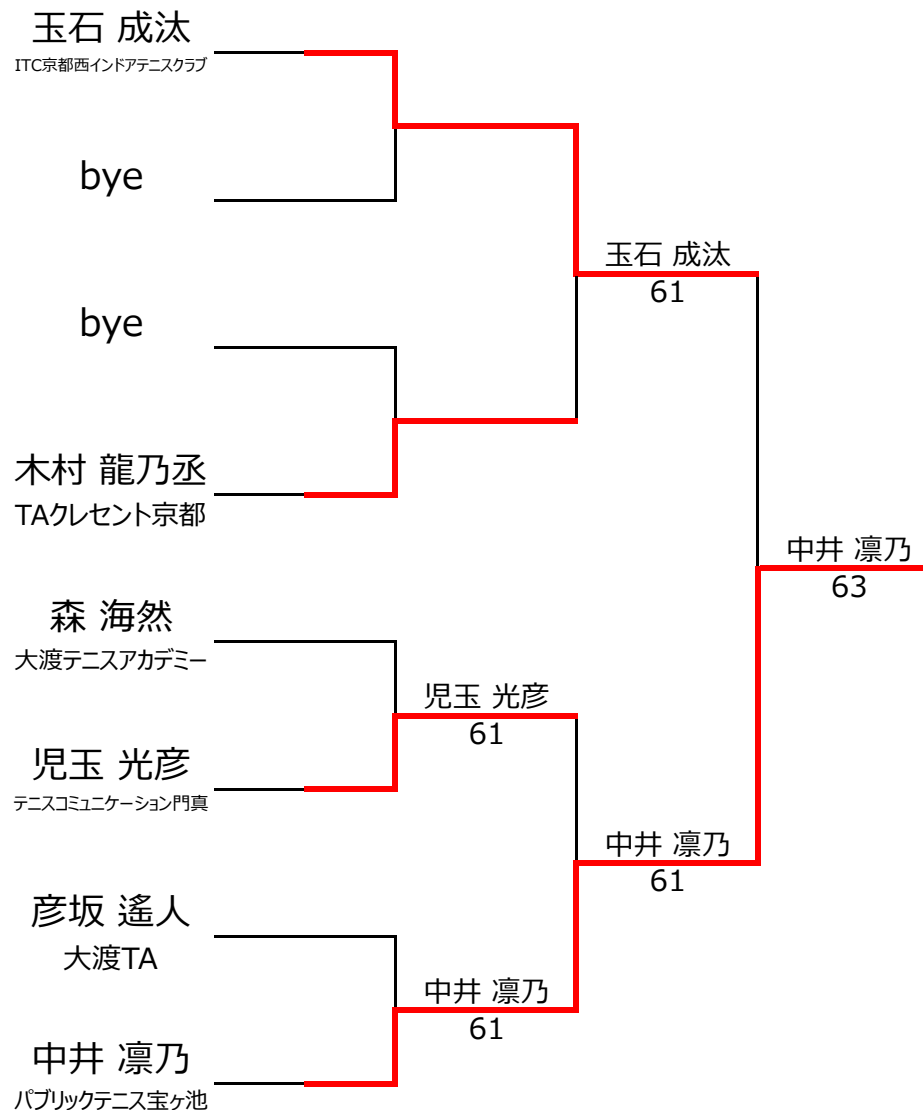 玉石 成汰
ITC京都西インドアテニスクラブ
bye
bye
木村 龍乃丞
TAクレセント京都
森 海然
大渡テニスアカデミー
児玉 光彦
テニスコミュニケーション門真
彦坂 遙人
大渡TA
中井 凛乃
パブリックテニス宝ヶ池
児玉 光彦
61
中井 凛乃
61
玉石 成汰
61
中井 凛乃
61
中井 凛乃
63